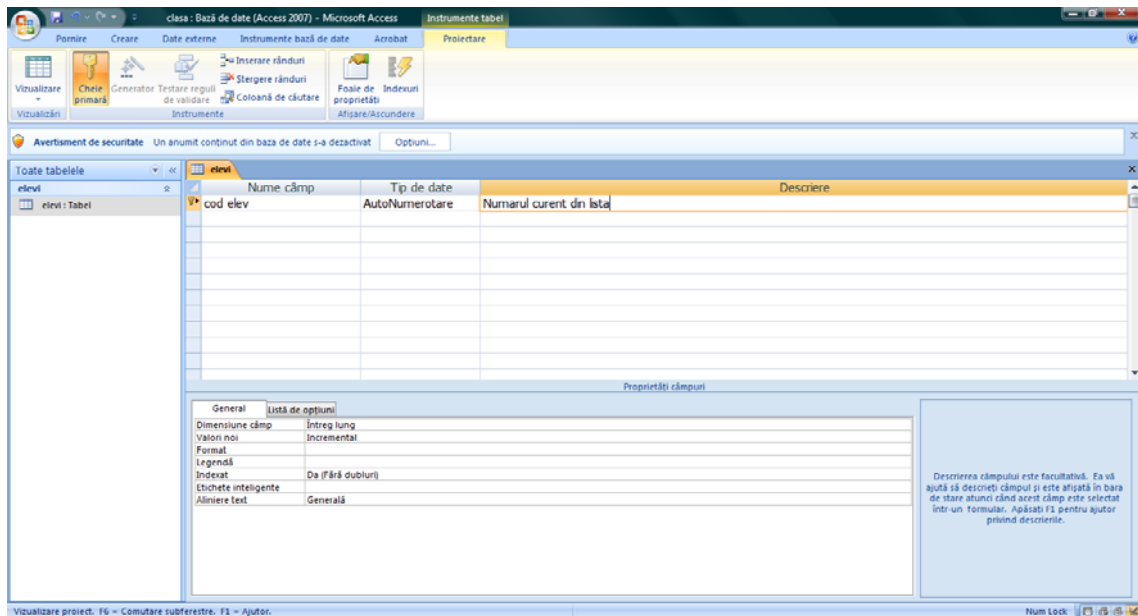 clasa : Bază de date (Access 2007) - Microsoft Access Instrumente tabel
Pornire Creare Date externe Instrumente bază de date Acrobat Proiectare
Vizualizare
Cheie primară
Generator
Testare reguli de validare
Inserare rânduri
Ștergere rânduri
Coloană de căutare
Foaie de proprietăți
Indexuri
Vizualizări Instrumente Afișare/Ascundere
Avertisment de securitate Un anumit conținut din baza de date s-a dezactivat Opțiuni...
Toate tabelele
elevi
elevi : Tabel
elevi
Nume câmp Tip de date Descriere
cod elev AutoNumerotare Numarul curent din lista
Proprietăți câmpuri
General Listă de opțiuni
Dimensiune câmp Întreg lung
Valori noi Incremental
Format
Legendă
Indexat Da (Fără dubluri)
Etichete inteligente
Aliniere text Generală
Descrierea câmpului este facultativă. Ea vă
ajută să descrieți câmpul și este afișată în bara
de stare atunci când acest câmp este selectat
într-un formular. Apăsați F1 pentru ajutor
privind descrierile.
Vizualizare proiect. F6 = Comutare subferestre. F1 = Ajutor. Num Lock